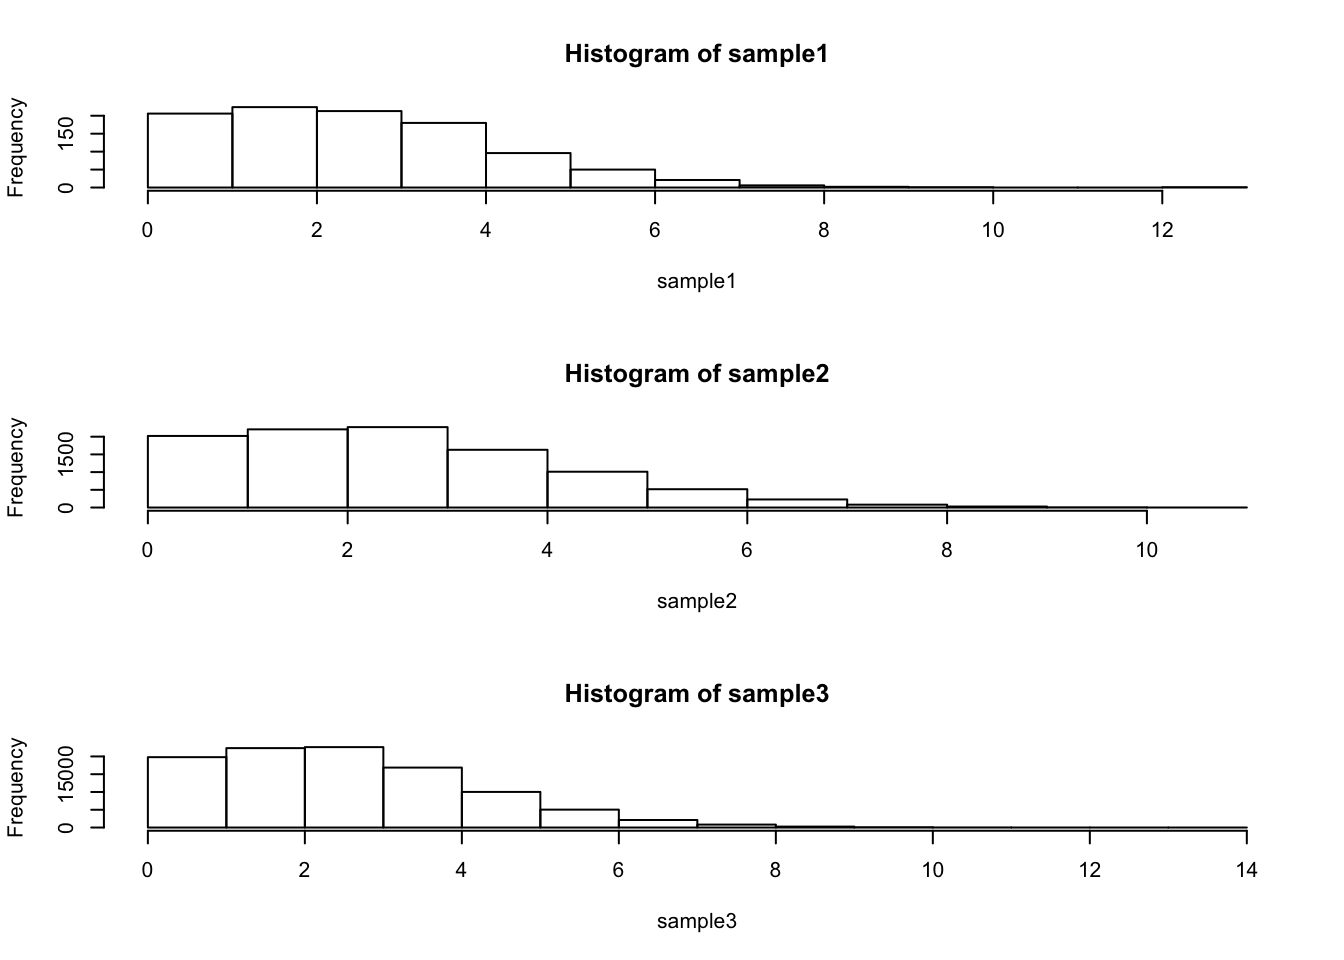 Histogram of sample1
Frequency
150
0
0 2 4 6 8 10 12
sample1
Histogram of sample2
Frequency
1500
0
0 2 4 6 8 10
sample2
Histogram of sample3
Frequency
15000
0
0 2 4 6 8 10 12 14
sample3